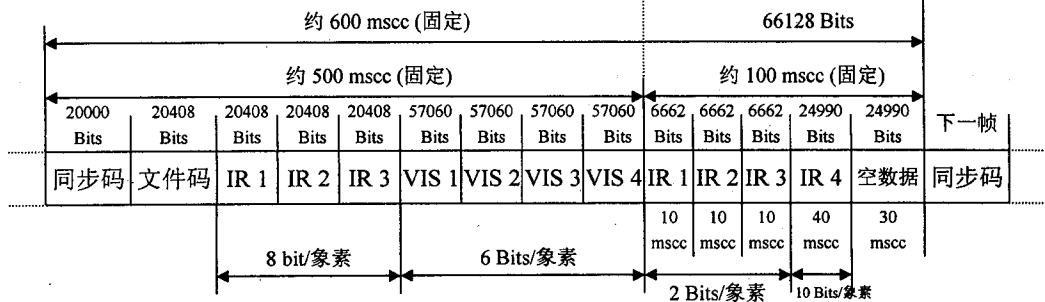 约 600 mscc (固定) 66128 Bits
约 500 mscc (固定) 约 100 mscc (固定)
20000 20408 20408 20408 20408 57060 57060 57060 57060 6662 6662 6662 24990 24990
Bits Bits Bits Bits Bits Bits Bits Bits Bits Bits Bits Bits Bits Bits 下一帧
同步码 文件码 IR 1 IR 2 IR 3 VIS 1 VIS 2 VIS 3 VIS 4 IR 1 IR 2 IR 3 IR 4 空数据 同步码
10 10 10 40 30
mscc mscc mscc mscc mscc
8 bit/象素 6 Bits/象素
2 Bits/象素 10 Bits/象素